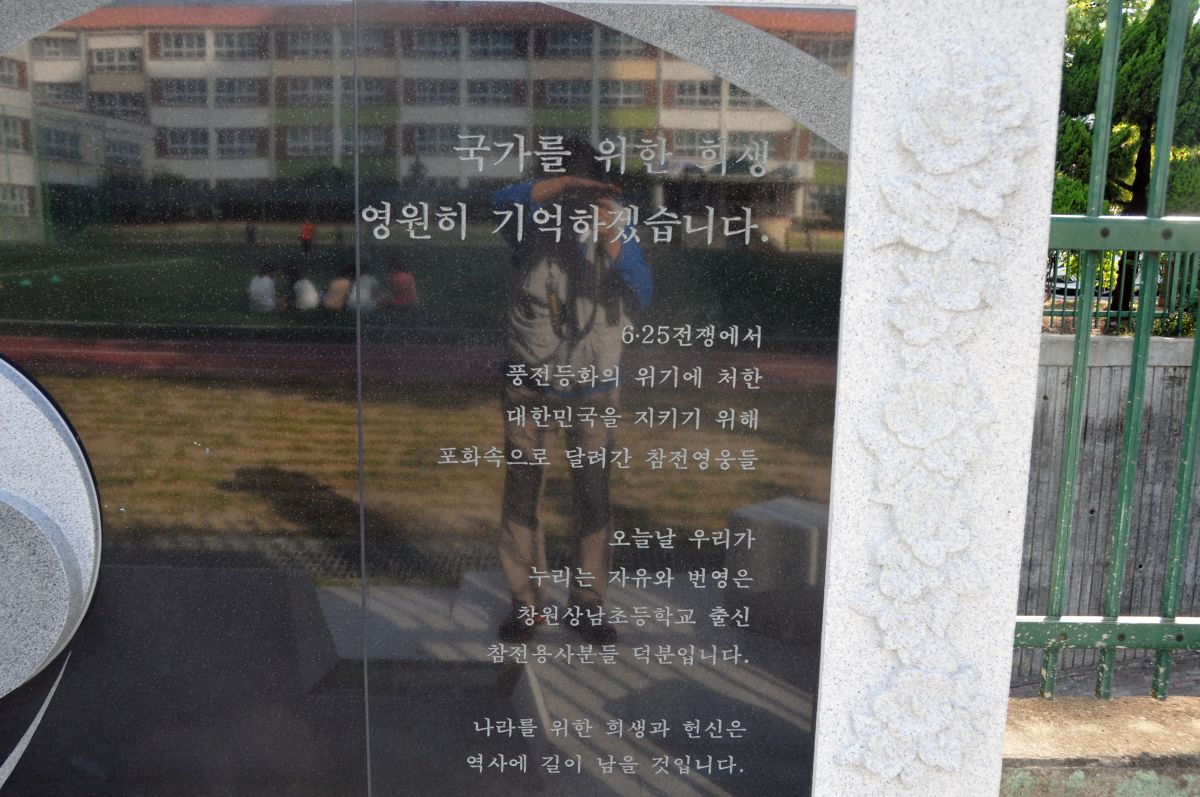 국가를 위한 희생
영원히 기억하겠습니다.
6·25전쟁에서
풍전등화의 위기에 처한
대한민국을 지키기 위해
포화속으로 달려간 참전영웅들
오늘날 우리가
누리는 자유와 번영은
창원상남초등학교 출신
참전용사분들 덕분입니다.
나라를 위한 희생과 헌신은
역사에 길이 남을 것입니다.